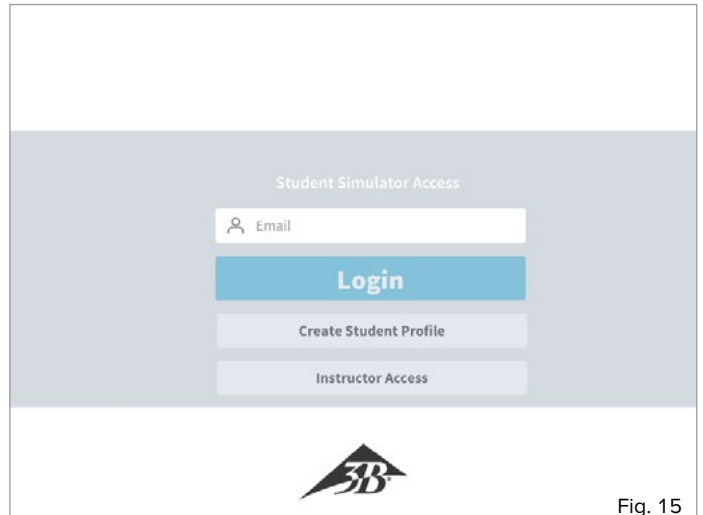 Student Simulator Access
Email
Login
Create Student Profile
Instructor Access
3B®
Fig. 15